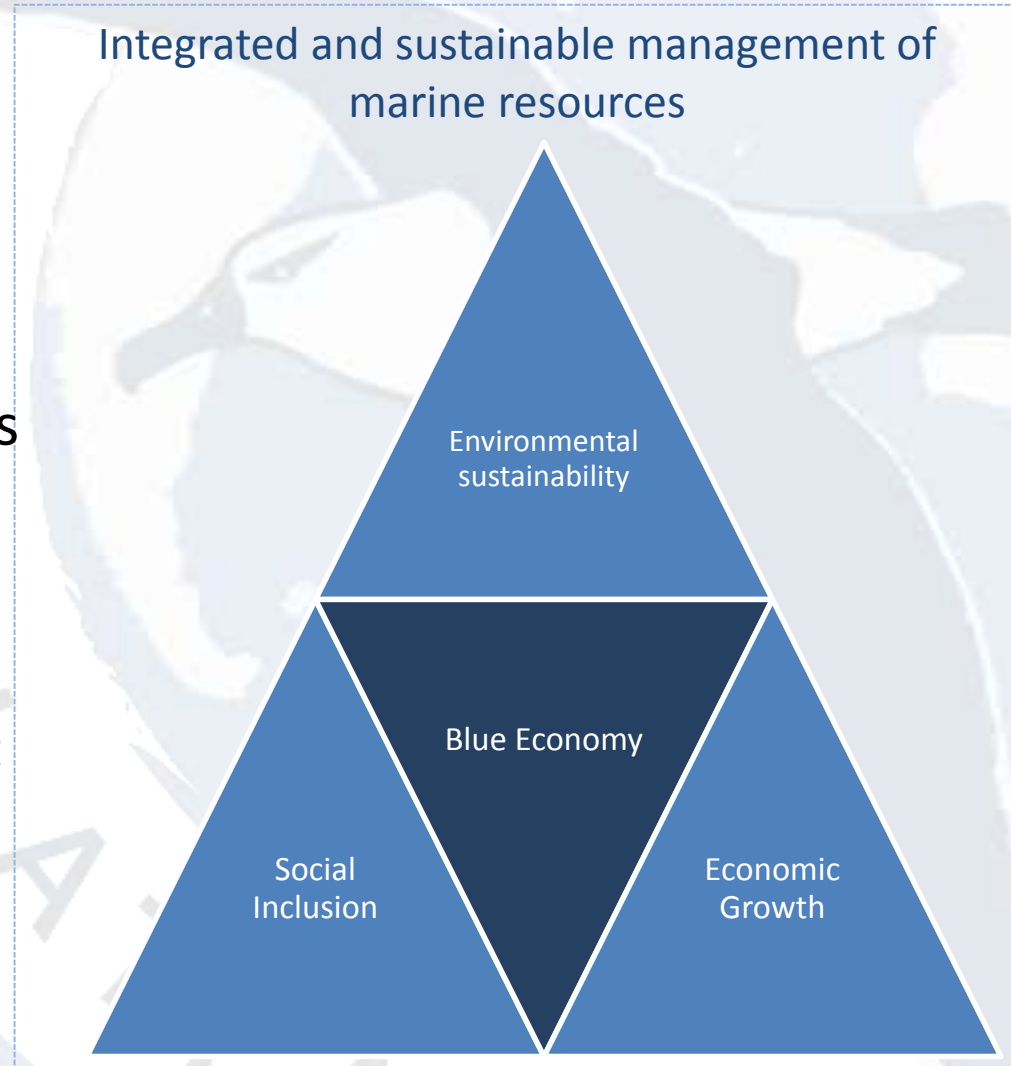 Integrated and sustainable management of
marine resources
s
Environmental
sustainability
Blue Economy
Social
Inclusion
Economic
Growth
A